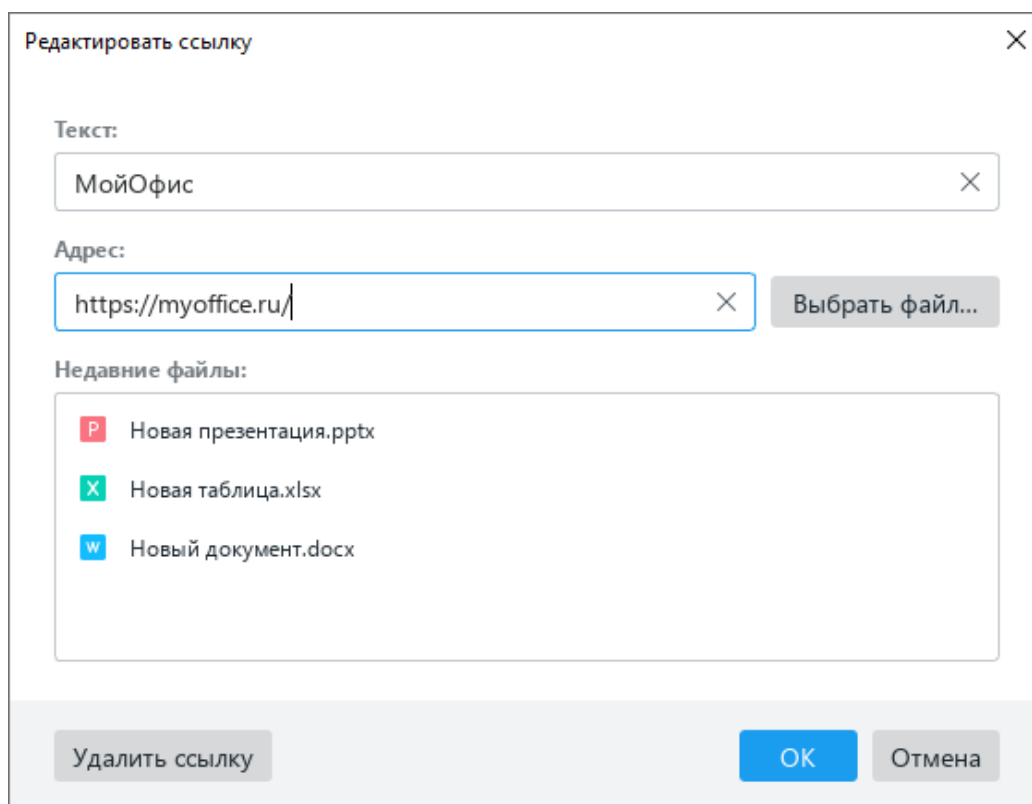 Редактировать ссылку
Текст:
МойОфис
Адрес:
https://myoffice.ru/
Выбрать файл...
Недавние файлы:
P Новая презентация.pptx
X Новая таблица.xlsx
W Новый документ.docx
Удалить ссылку
ОК
Отмена